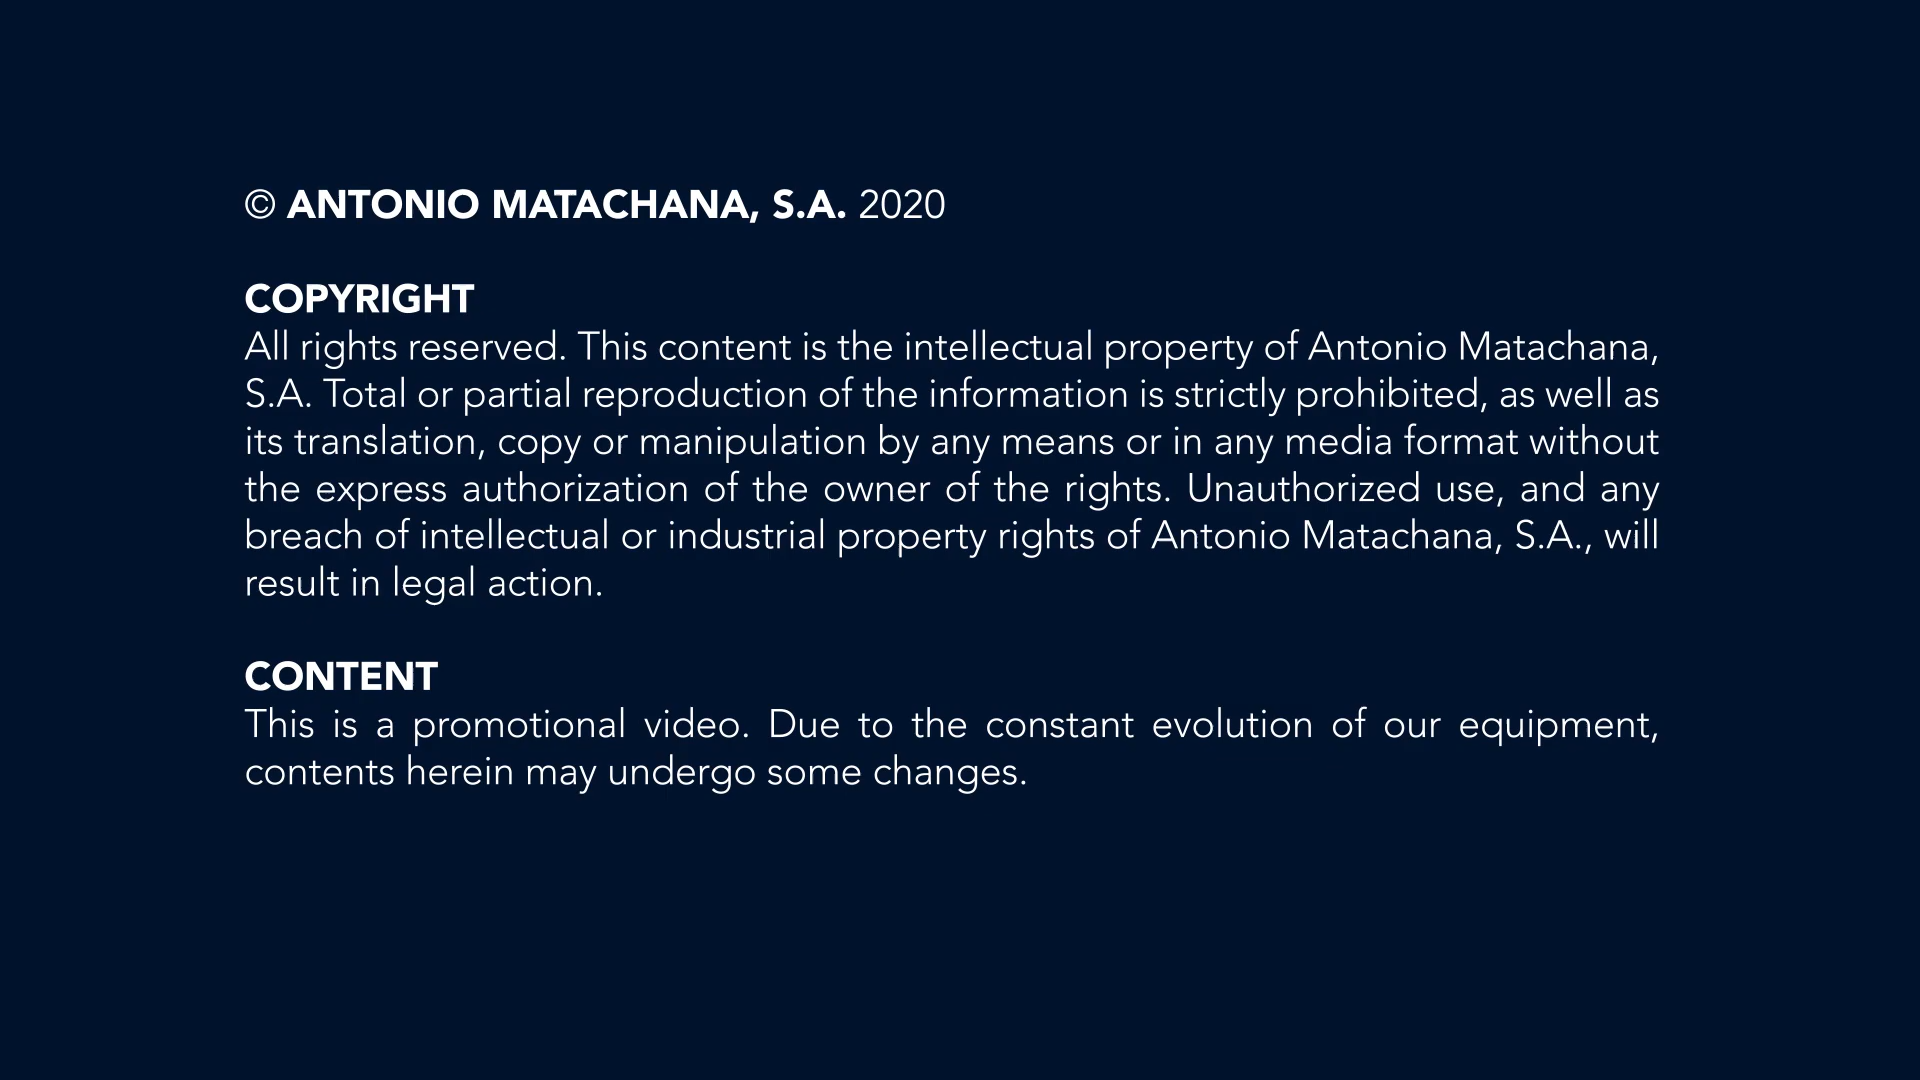 © ANTONIO MATACHANA, S.A. 2020
COPYRIGHT
All rights reserved. This content is the intellectual property of Antonio Matachana,
S.A. Total or partial reproduction of the information is strictly prohibited, as well as
its translation, copy or manipulation by any means or in any media format without
the express authorization of the owner of the rights. Unauthorized use, and any
breach of intellectual or industrial property rights of Antonio Matachana, S.A., will
result in legal action.
CONTENT
This is a promotional video. Due to the constant evolution of our equipment,
contents herein may undergo some changes.